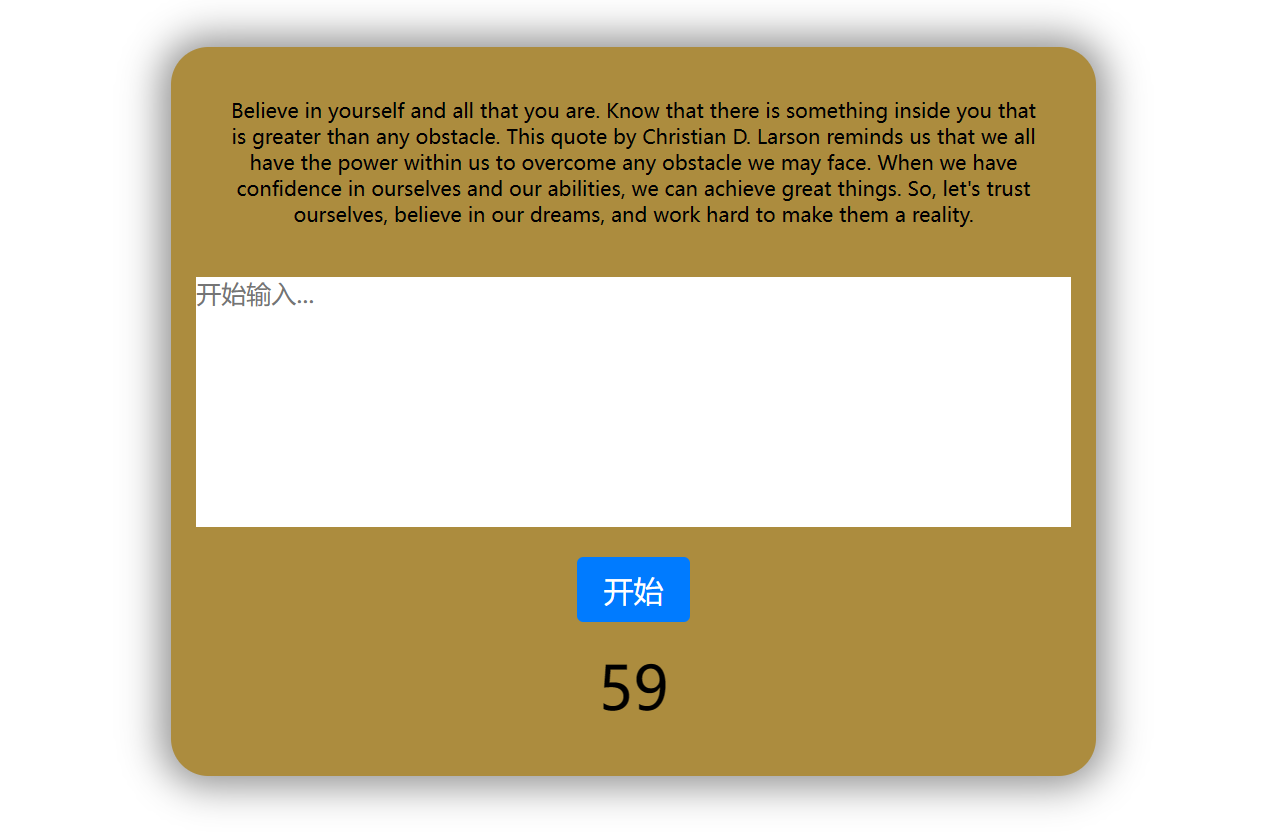 Believe in yourself and all that you are. Know that there is something inside you that
is greater than any obstacle. This quote by Christian D. Larson reminds us that we all
have the power within us to overcome any obstacle we may face. When we have
confidence in ourselves and our abilities, we can achieve great things. So, let's trust
ourselves, believe in our dreams, and work hard to make them a reality.
开始输入...
开始
59